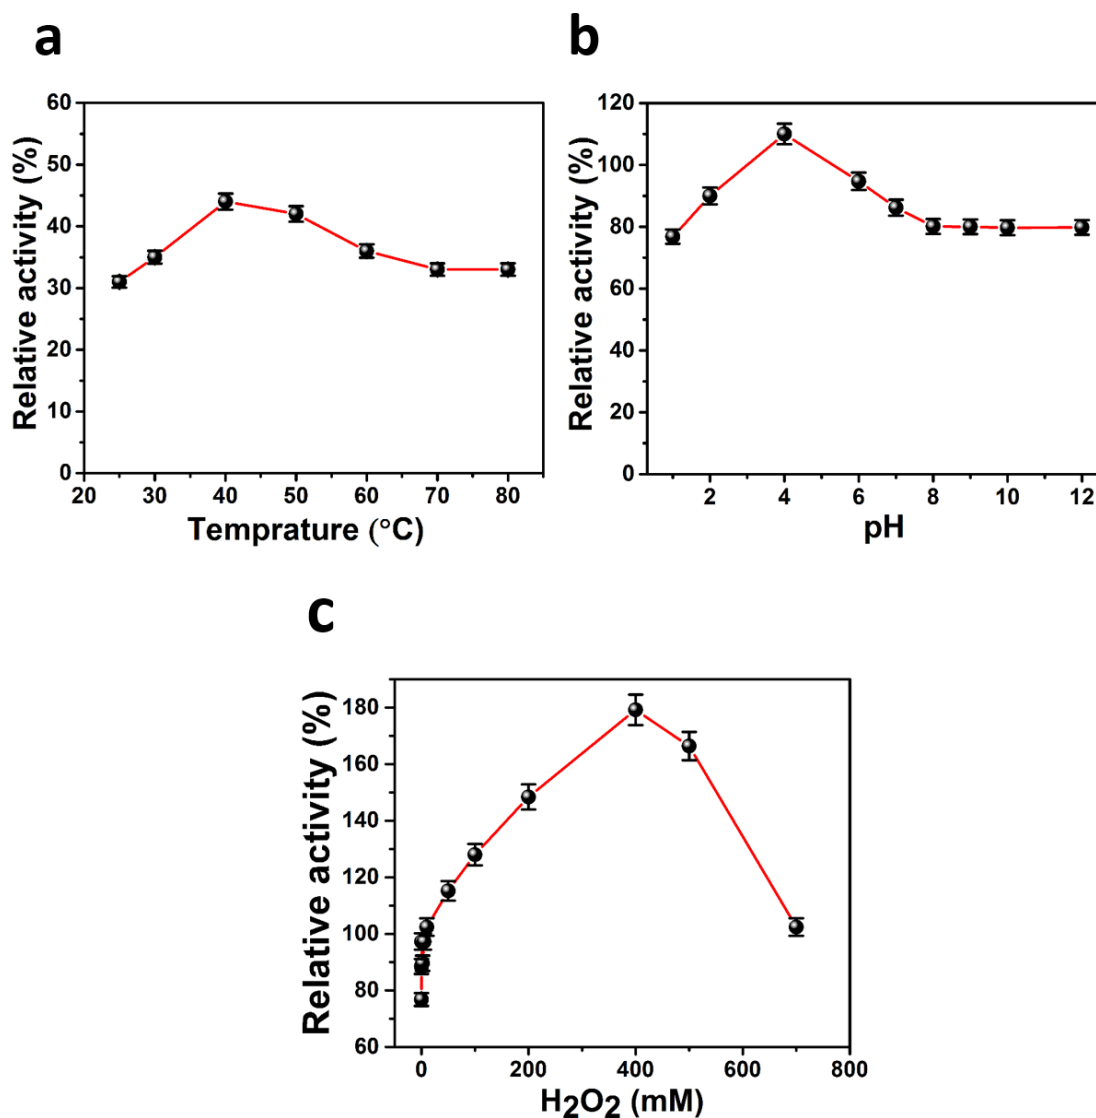 a
b
60
50
40
30
20
10
0
Relative activity (%)
20 30 40 50 60 70 80
Temprature (°C)
120
100
80
60
40
20
0
Relative activity (%)
2 4 6 8 10 12
pH
c
180
160
140
120
100
80
60
Relative activity (%)
0 200 400 600 800
H2O2 (mM)